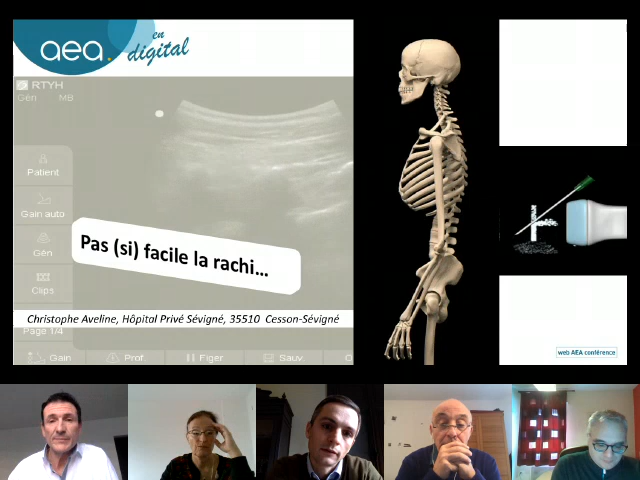 aea.
en
digital
RTYH
Gén MB
Patient
Gain auto
Gén
Clips
Pas (si) facile la rachi...
Christophe Aveline, Hôpital Privé Sévigné, 35510 Cesson-Sévigné
Page 1/4
Gain Prof. Figer Sauv.
web AEA conférence